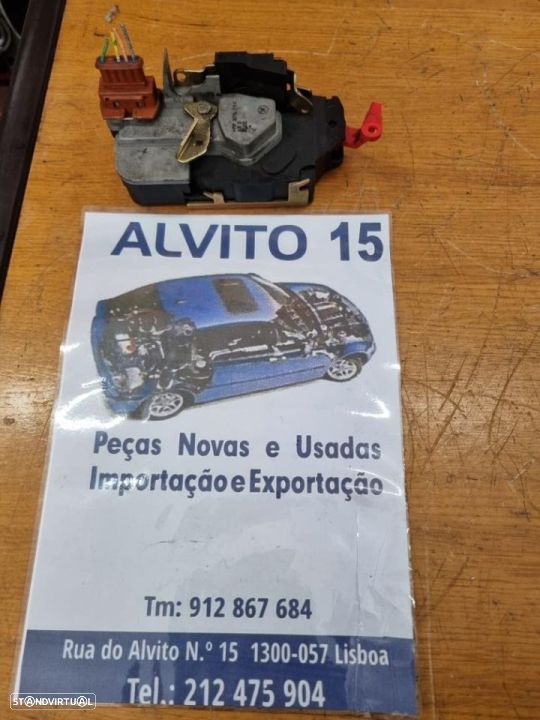 ALVITO 15
Peças Novas e Usadas
Importação e Exportação
Tm: 912 867 684
Rua do Alvito N.º 15 1300-057 Lisboa
Tel.: 212 475 904
STANDVIRTUAL